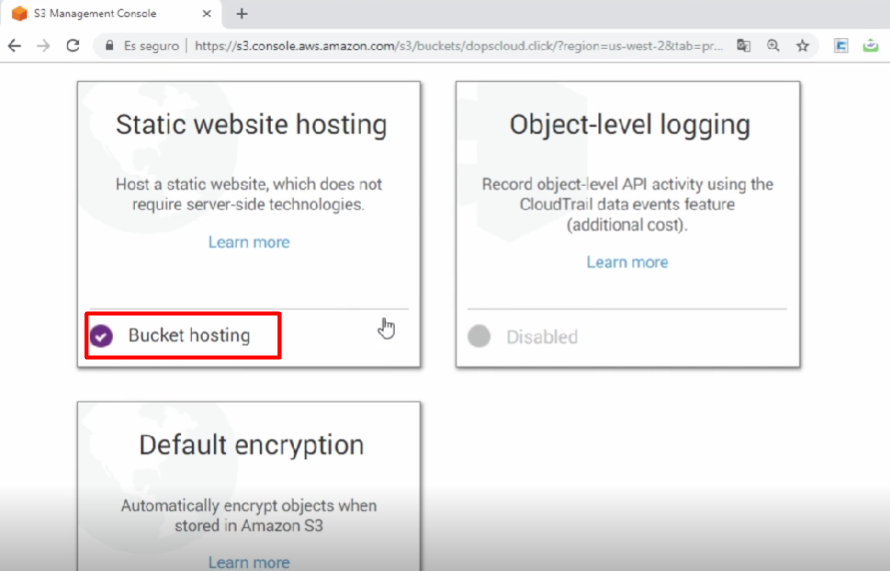 S3 Management Console
Es seguro
https://s3.console.aws.amazon.com/s3/buckets/dopscloud.click/?region=us-west-2&tab=pr...
Static website hosting
Host a static website, which does not
require server-side technologies.
Learn more
Bucket hosting
Object-level logging
Record object-level API activity using the
CloudTrail data events feature
(additional cost).
Learn more
Disabled
Default encryption
Automatically encrypt objects when
stored in Amazon S3
Learn more